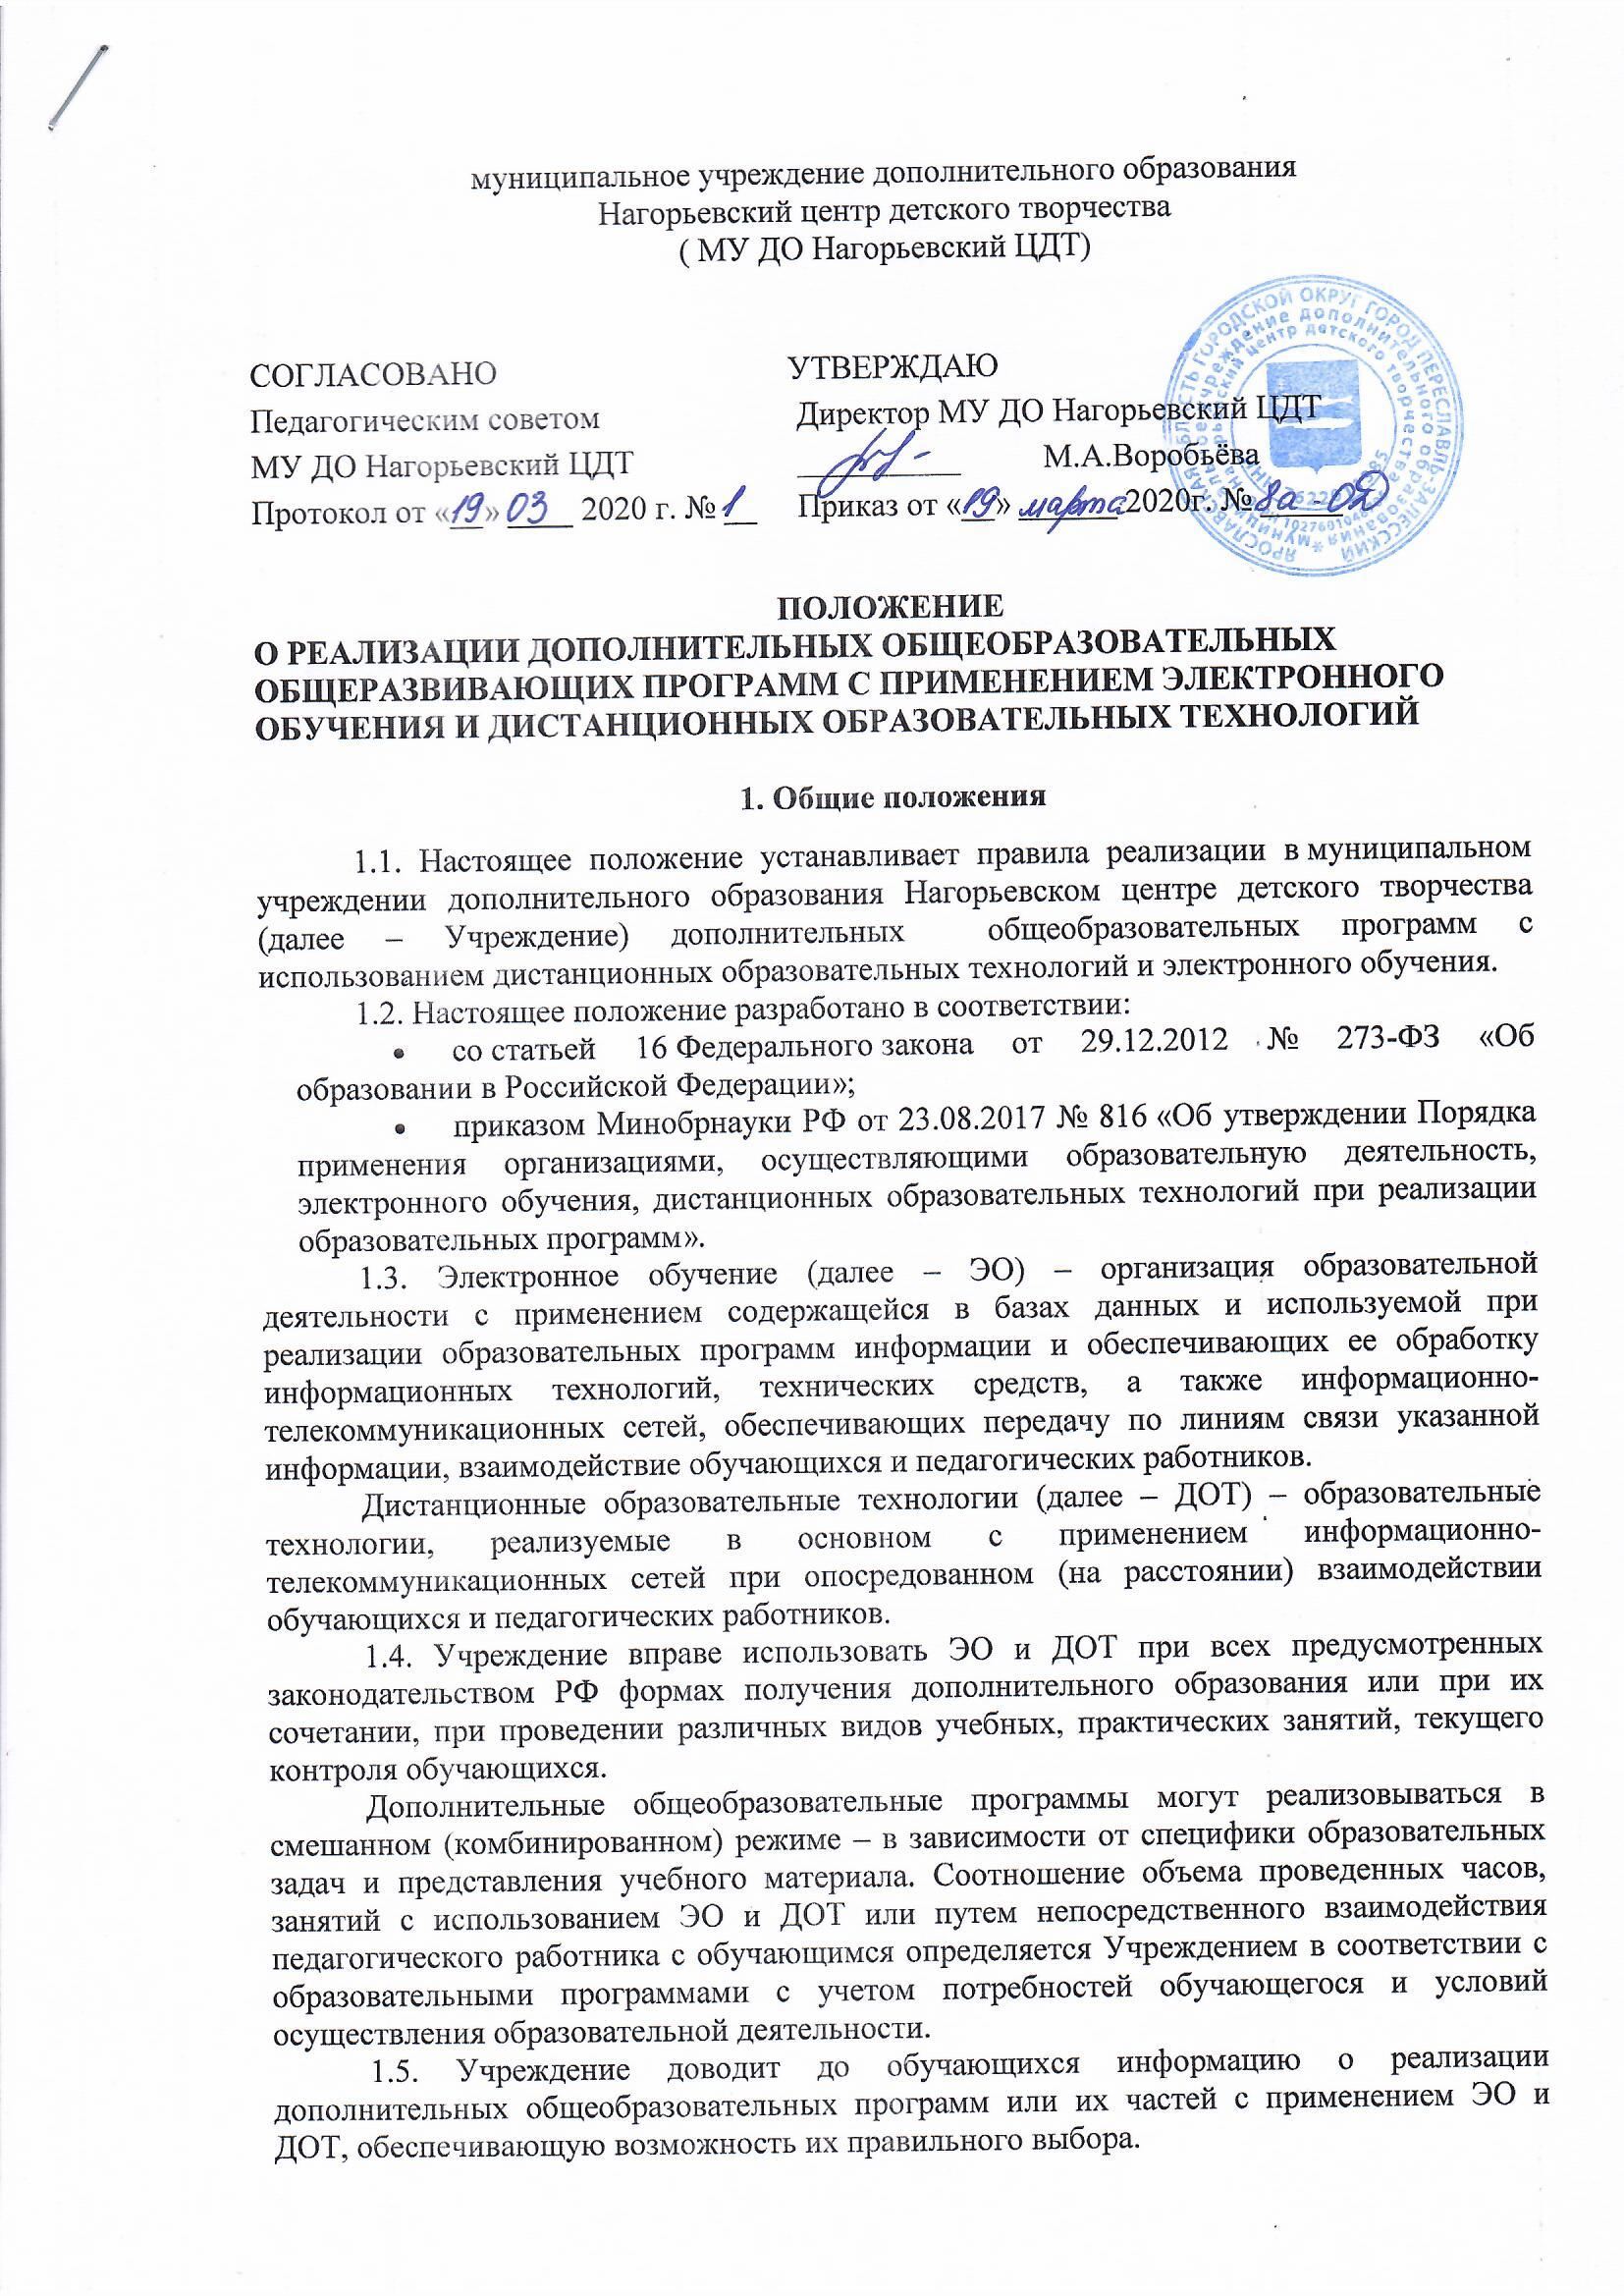 муниципальное учреждение дополнительного образования
Нагорьевский центр детского творчества
( МУ ДО Нагорьевский ЦДТ)
СОГЛАСОВАНО
Педагогическим советом
МУ ДО Нагорьевский ЦДТ
Протокол от «19» 03 2020 г. № 1
УТВЕРЖДАЮ
Директор МУ ДО Нагорьевский ЦДТ
М.А.Воробьёва
Приказ от «19» марта 2020г. № 8а-02
ЯРОСЛАВСКАЯ ОБЛАСТЬ ГОРОДСКОЙ ОКРУГ ГОРОД ПЕРЕСЛАВЛЬ-ЗАЛЕССКИЙ
ПОЛОЖЕНИЕ
О РЕАЛИЗАЦИИ ДОПОЛНИТЕЛЬНЫХ ОБЩЕОБРАЗОВАТЕЛЬНЫХ
ОБЩЕРАЗВИВАЮЩИХ ПРОГРАММ С ПРИМЕНЕНИЕМ ЭЛЕКТРОННОГО
ОБУЧЕНИЯ И ДИСТАНЦИОННЫХ ОБРАЗОВАТЕЛЬНЫХ ТЕХНОЛОГИЙ
1. Общие положения
1.1. Настоящее положение устанавливает правила реализации в муниципальном
учреждении дополнительного образования Нагорьевском центре детского творчества
(далее – Учреждение) дополнительных общеобразовательных программ с
использованием дистанционных образовательных технологий и электронного обучения.
1.2. Настоящее положение разработано в соответствии:
• со статьей 16 Федерального закона от 29.12.2012 № 273-ФЗ «Об
образовании в Российской Федерации»;
• приказом Минобрнауки РФ от 23.08.2017 № 816 «Об утверждении Порядка
применения организациями, осуществляющими образовательную деятельность,
электронного обучения, дистанционных образовательных технологий при реализации
образовательных программ».
1.3. Электронное обучение (далее – ЭО) – организация образовательной
деятельности с применением содержащейся в базах данных и используемой при
реализации образовательных программ информации и обеспечивающих ее обработку
информационных технологий, технических средств, а также информационно-
телекоммуникационных сетей, обеспечивающих передачу по линиям связи указанной
информации, взаимодействие обучающихся и педагогических работников.
Дистанционные образовательные технологии (далее – ДОТ) – образовательные
технологии, реализуемые в основном с применением информационно-
телекоммуникационных сетей при опосредованном (на расстоянии) взаимодействии
обучающихся и педагогических работников.
1.4. Учреждение вправе использовать ЭО и ДОТ при всех предусмотренных
законодательством РФ формах получения дополнительного образования или при их
сочетании, при проведении различных видов учебных, практических занятий, текущего
контроля обучающихся.
Дополнительные общеобразовательные программы могут реализовываться в
смешанном (комбинированном) режиме – в зависимости от специфики образовательных
задач и представления учебного материала. Соотношение объема проведенных часов,
занятий с использованием ЭО и ДОТ или путем непосредственного взаимодействия
педагогического работника с обучающимся определяется Учреждением в соответствии с
образовательными программами с учетом потребностей обучающегося и условий
осуществления образовательной деятельности.
1.5. Учреждение доводит до обучающихся информацию о реализации
дополнительных общеобразовательных программ или их частей с применением ЭО и
ДОТ, обеспечивающую возможность их правильного выбора.